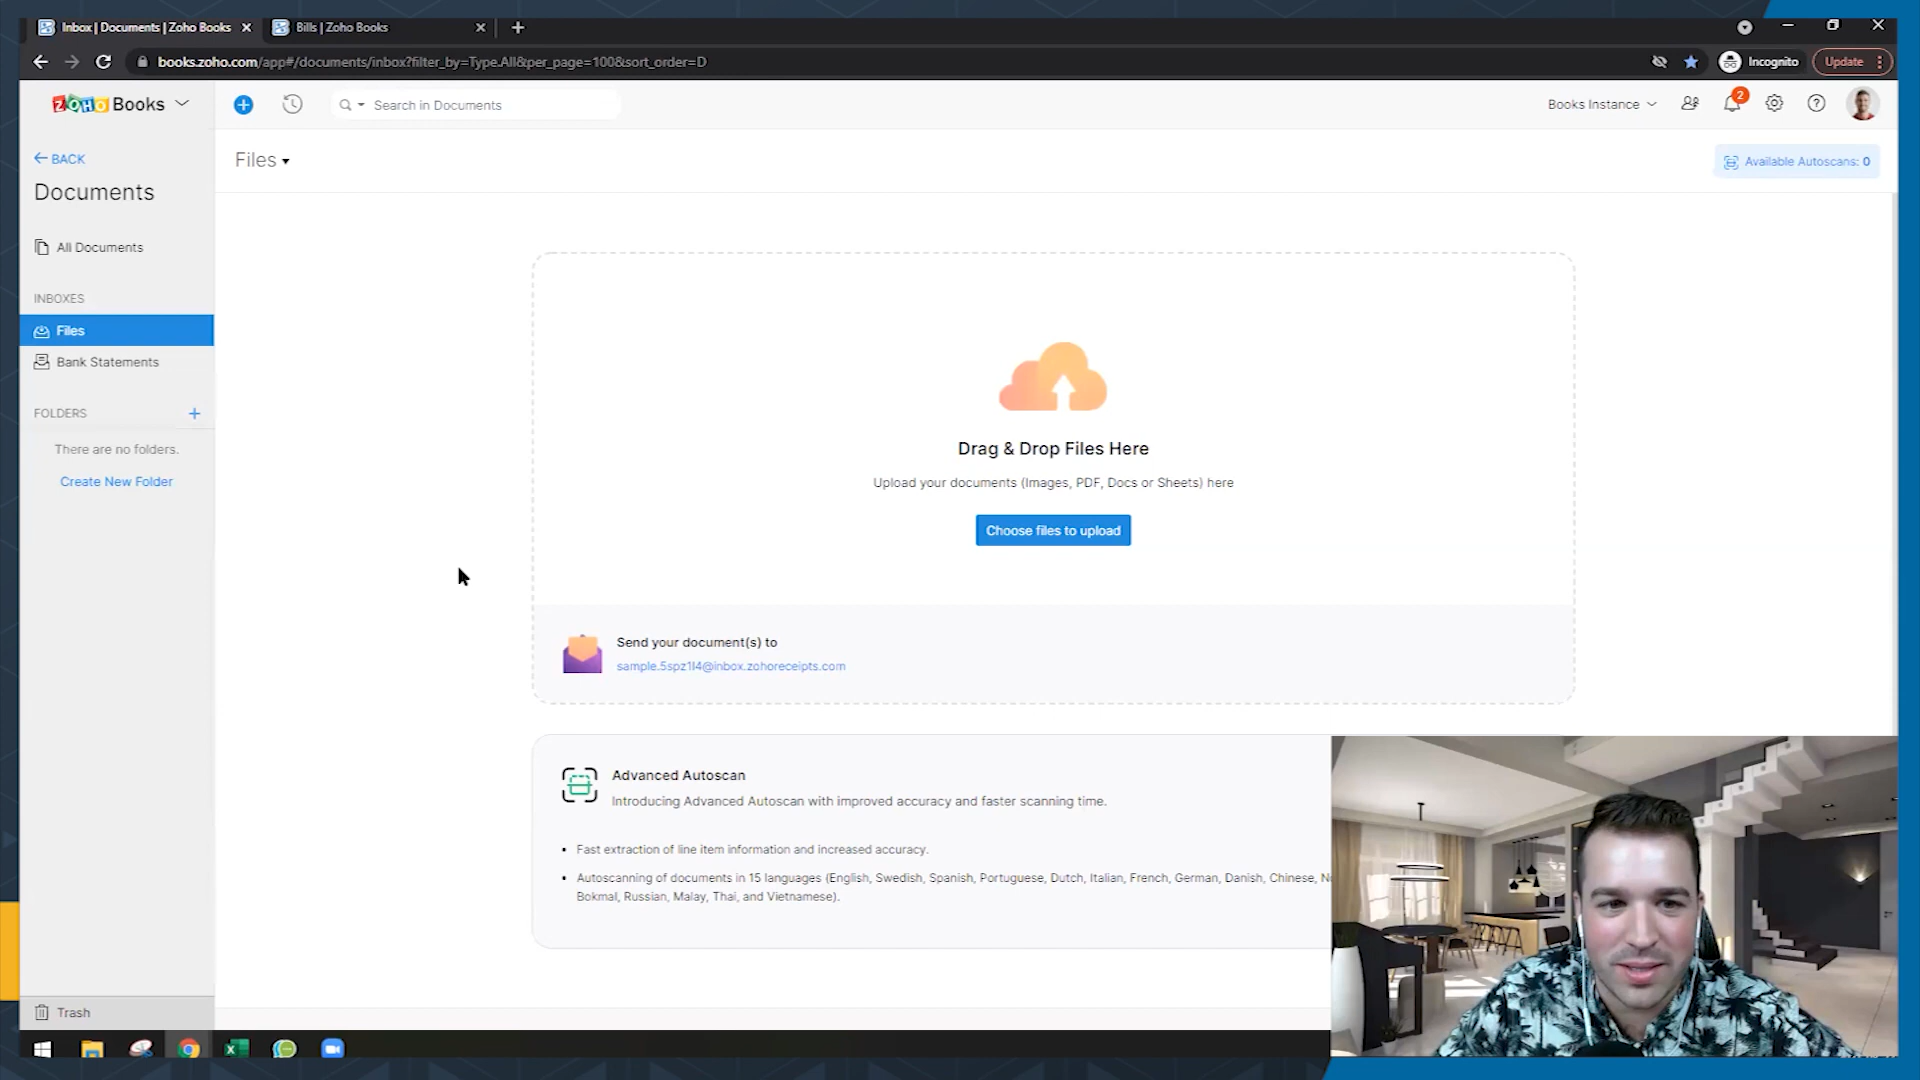 Inbox | Documents | Zoho Books
Bills | Zoho Books
books.zoho.com/app#/documents/inbox?filter_by=Type.All&per_page=100&sort_order=D
Incognito
Update
ZOHO Books
Search in Documents
Books Instance
2
BACK
Documents
Files
Available Autoscans: 0
All Documents
INBOXES
Files
Bank Statements
FOLDERS
There are no folders.
Create New Folder
Drag & Drop Files Here
Upload your documents (Images, PDF, Docs or Sheets) here
Choose files to upload
Send your document(s) to
sample.5spz1l4@inbox.zohoreceipts.com
Advanced Autoscan
Introducing Advanced Autoscan with improved accuracy and faster scanning time.
Fast extraction of line item information and increased accuracy.
Autoscanning of documents in 15 languages (English, Swedish, Spanish, Portuguese, Dutch, Italian, French, German, Danish, Chinese, N
Bokmal, Russian, Malay, Thai, and Vietnamese).
Trash